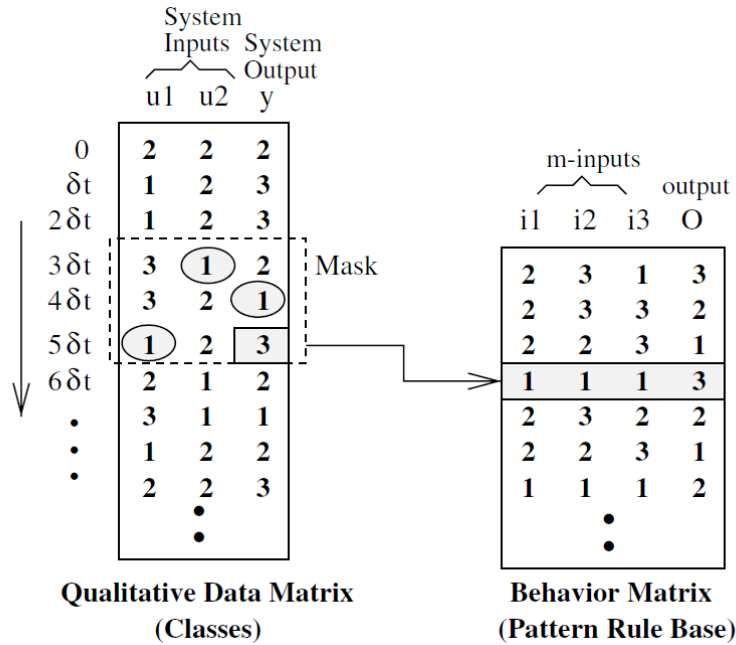 System
Inputs System
Output
u1 u2 y
0 2 2 2
δt 1 2 3
2δt 1 2 3
3δt 3 1 2 Mask
4δt 3 2 1
5δt 1 2 3
6δt 2 1 2
3 1 1
1 2 2
2 2 3
Qualitative Data Matrix
(Classes)
m-inputs
output
i1 i2 i3 O
2 3 1 3
2 3 3 2
2 2 3 1
1 1 1 3
2 3 2 2
2 2 3 1
1 1 1 2
Behavior Matrix
(Pattern Rule Base)